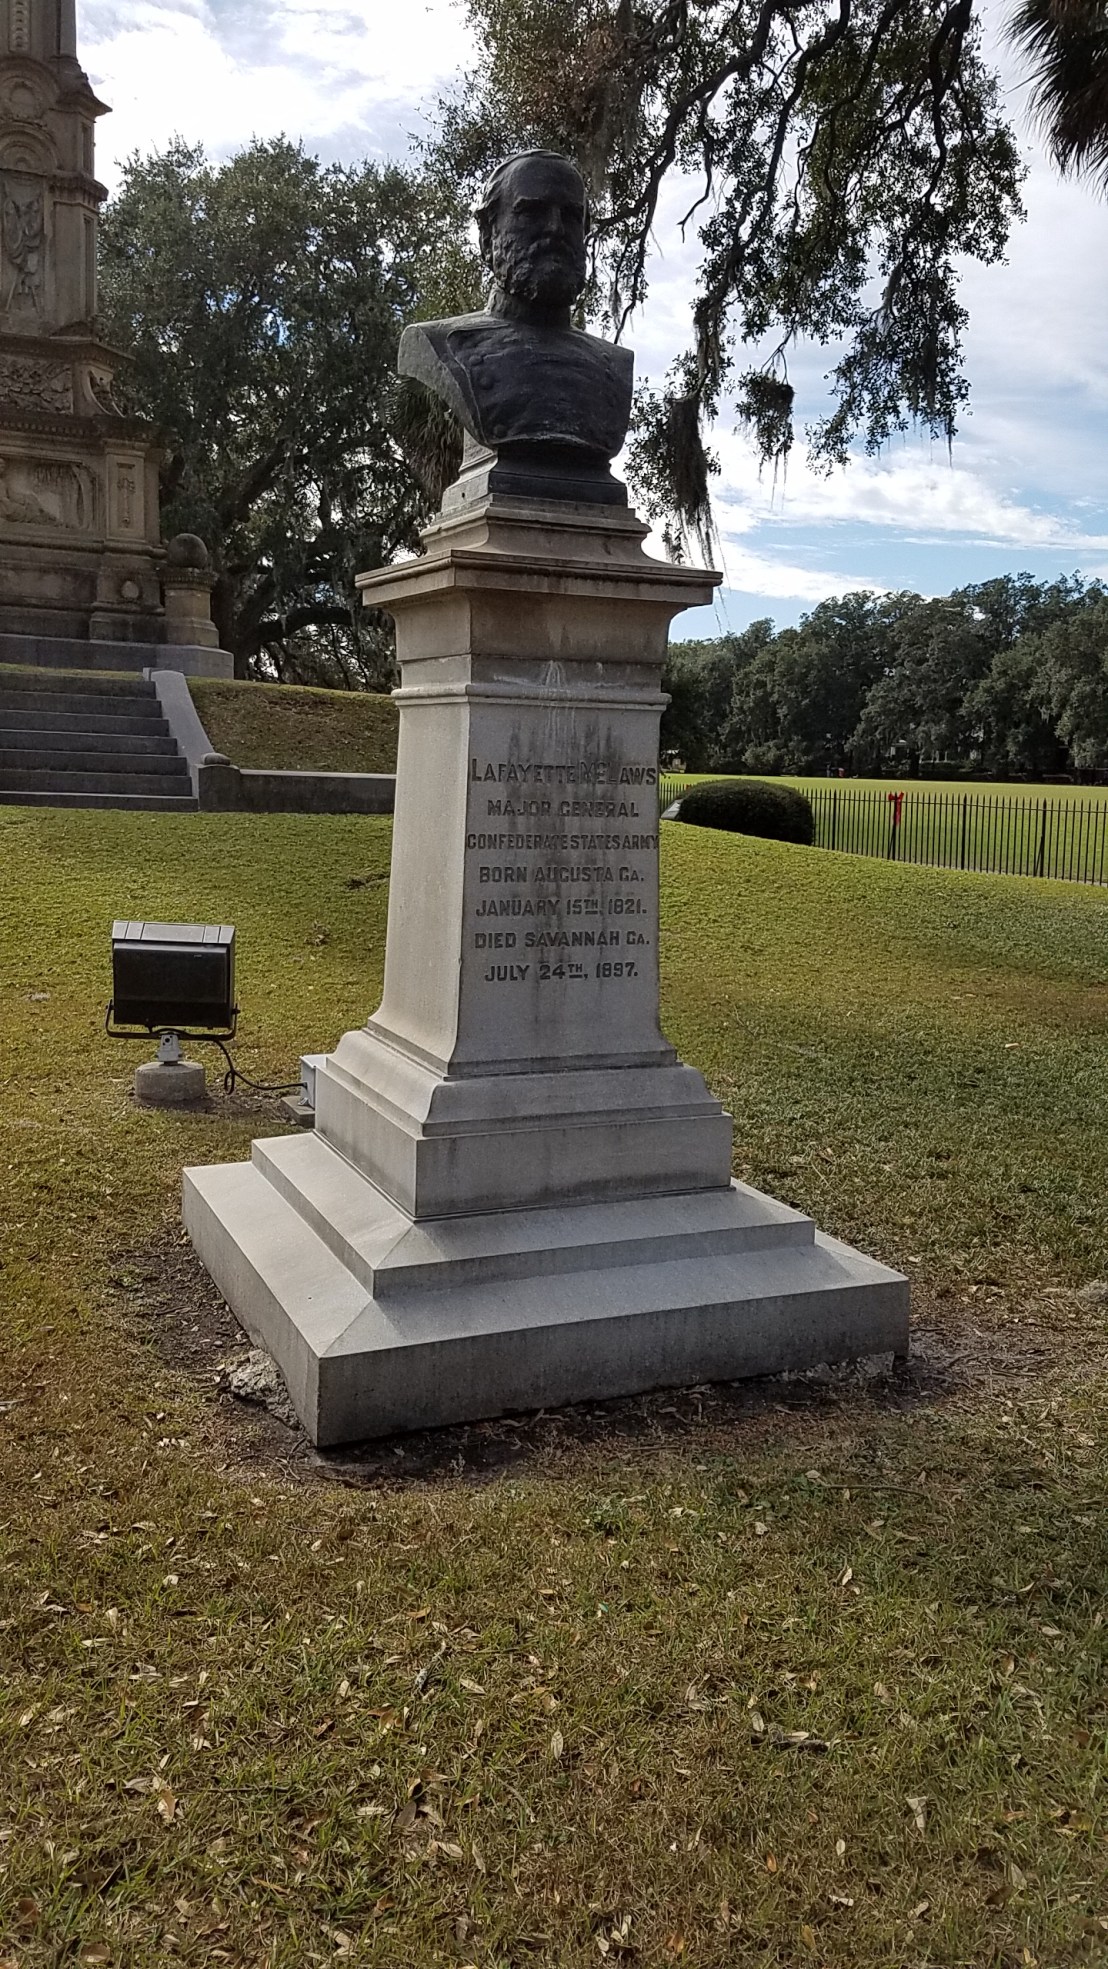 LAFAYETTE McLAWS
MAJOR GENERAL
CONFEDERATE STATES ARMY
BORN AUGUSTA GA.
JANUARY 15TH, 1821.
DIED SAVANNAH GA.
JULY 24TH, 1897.